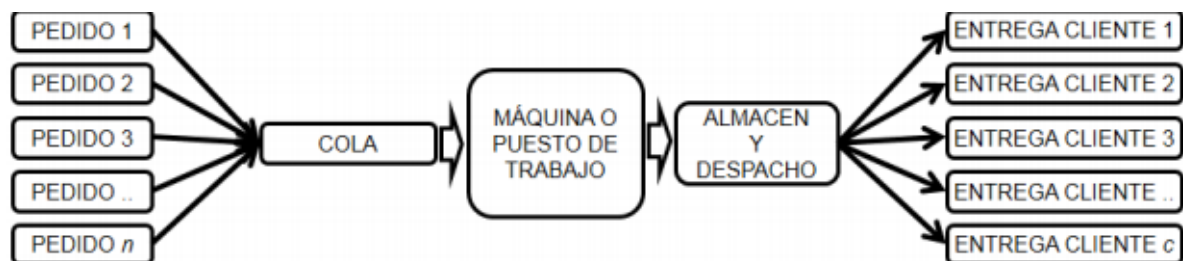 PEDIDO 1
PEDIDO 2
PEDIDO 3
PEDIDO ..
PEDIDO n
COLA
MÁQUINA O
PUESTO DE
TRABAJO
ALMACEN
Y
DESPACHO
ENTREGA CLIENTE 1
ENTREGA CLIENTE 2
ENTREGA CLIENTE 3
ENTREGA CLIENTE ..
ENTREGA CLIENTE c